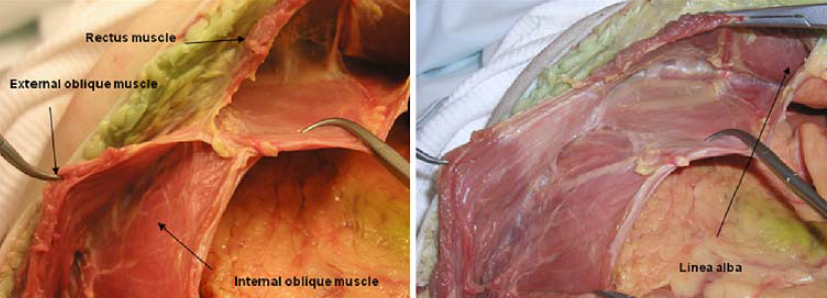 Rectus muscle
External oblique muscle
Internal oblique muscle
Linea alba